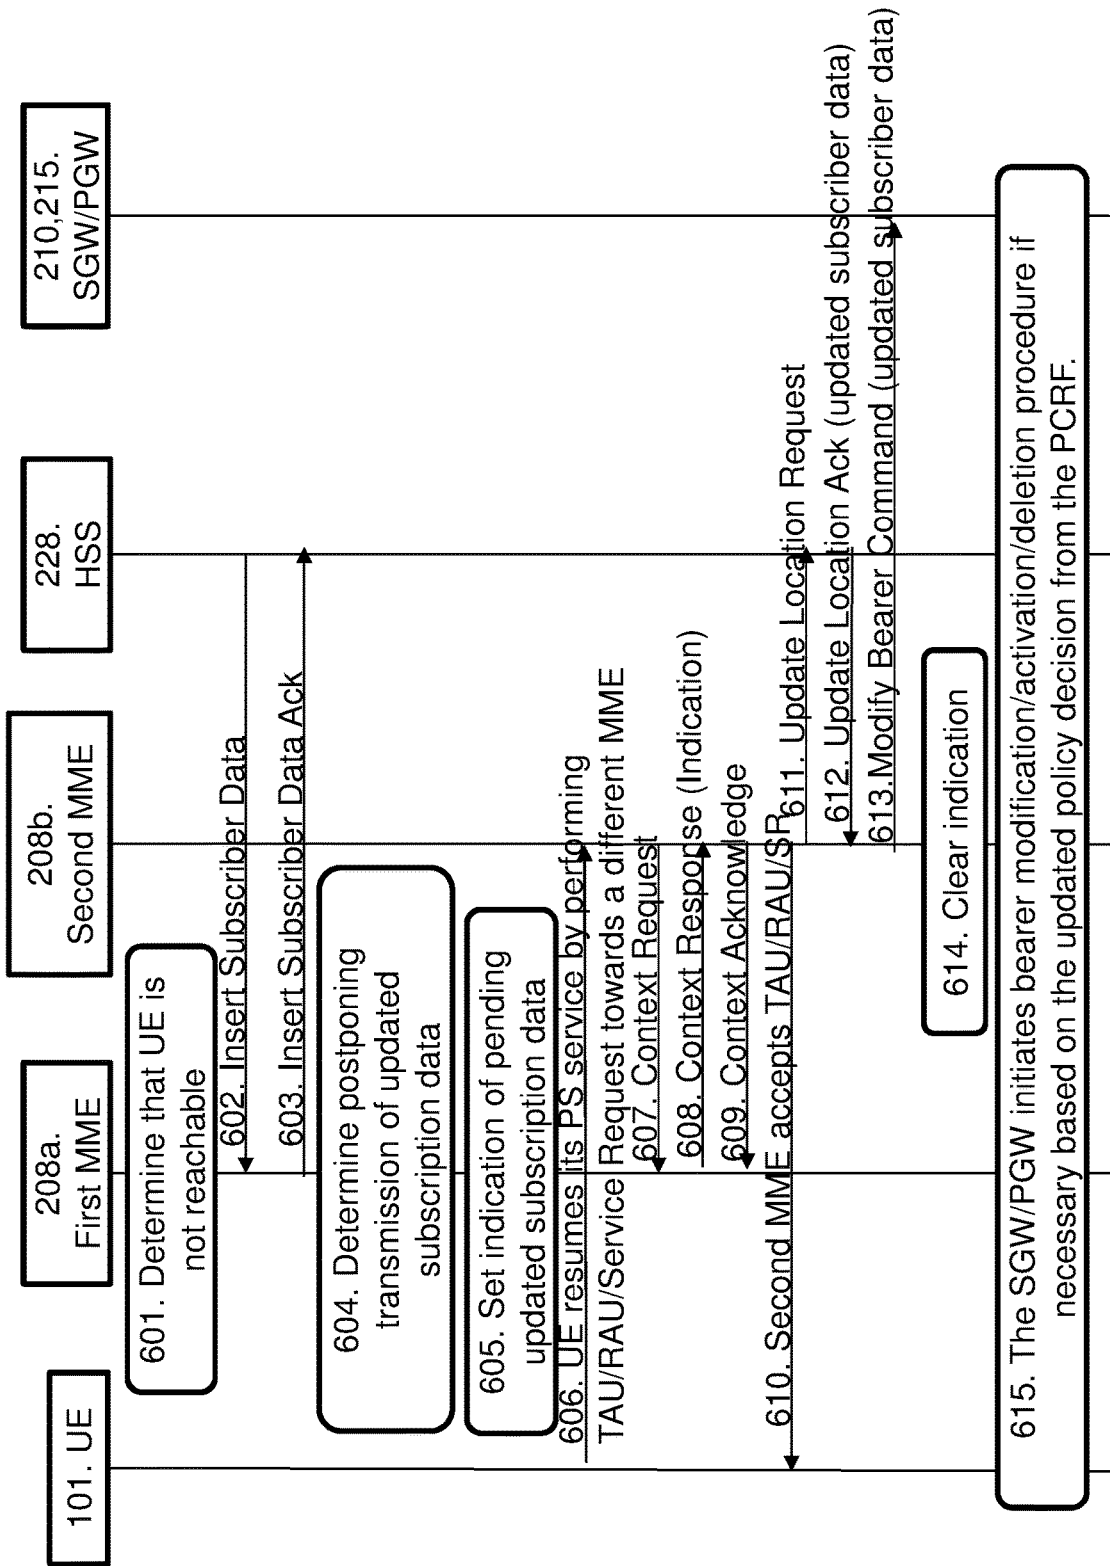 101. UE
208a.
First MME
208b.
Second MME
228.
HSS
210,215.
SGW/PGW
601. Determine that UE is
not reachable
602. Insert Subscriber Data
603. Insert Subscriber Data Ack
604. Determine postponing
transmission of updated
subscription data
605. Set indication of pending
updated subscription data
606. UE resumes its PS service by performing
TAU/RAU/Service Request towards a different MME
607. Context Request
608. Context Response (Indication)
609. Context Acknowledge
610. Second MME accepts TAU/RAU/SR
611. Update Location Request
612. Update Location Ack (updated subscriber data)
613.Modify Bearer Command (updated subscriber data)
614. Clear indication
615. The SGW/PGW initiates bearer modification/activation/deletion procedure if
necessary based on the updated policy decision from the PCRF.